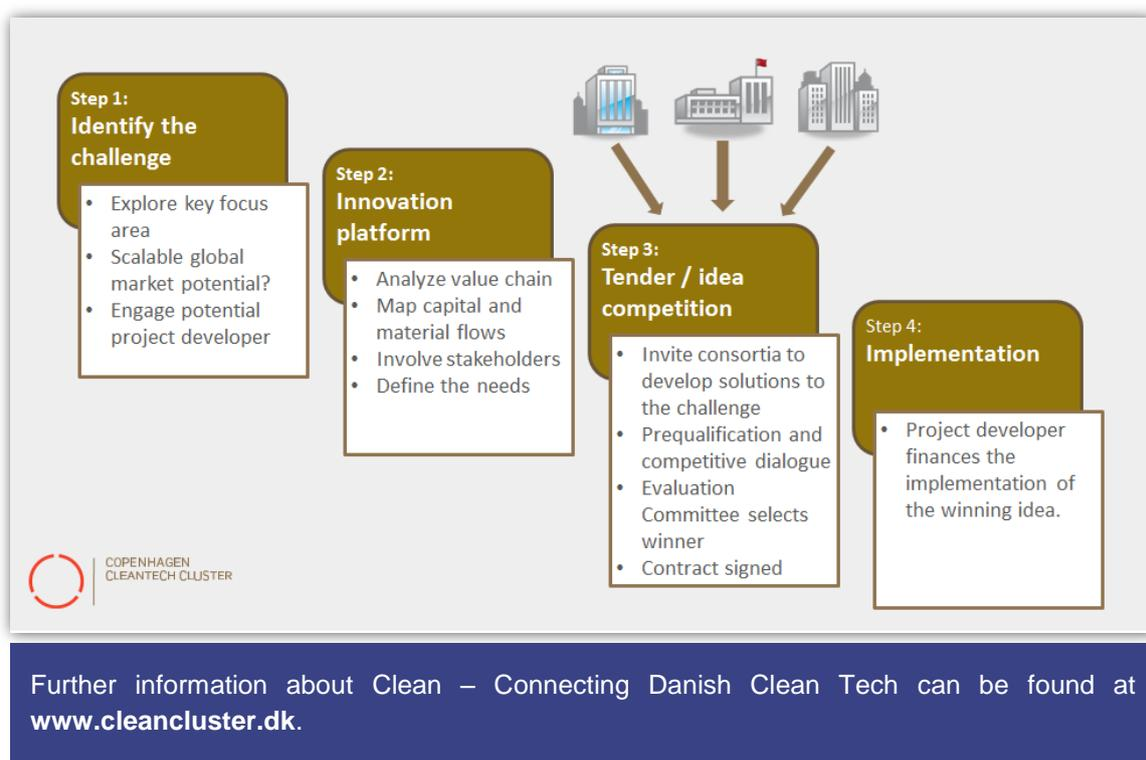 Step 1:
Identify the
challenge
• Explore key focus
area
• Scalable global
market potential?
• Engage potential
project developer
Step 2:
Innovation
platform
• Analyze value chain
• Map capital and
material flows
• Involve stakeholders
• Define the needs
Step 3:
Tender / idea
competition
• Invite consortia to
develop solutions to
the challenge
• Prequalification and
competitive dialogue
• Evaluation
Committee selects
winner
• Contract signed
Step 4:
Implementation
• Project developer
finances the
implementation of
the winning idea.
COPENHAGEN
CLEANTECH CLUSTER
Further information about Clean – Connecting Danish Clean Tech can be found at
www.cleancluster.dk.